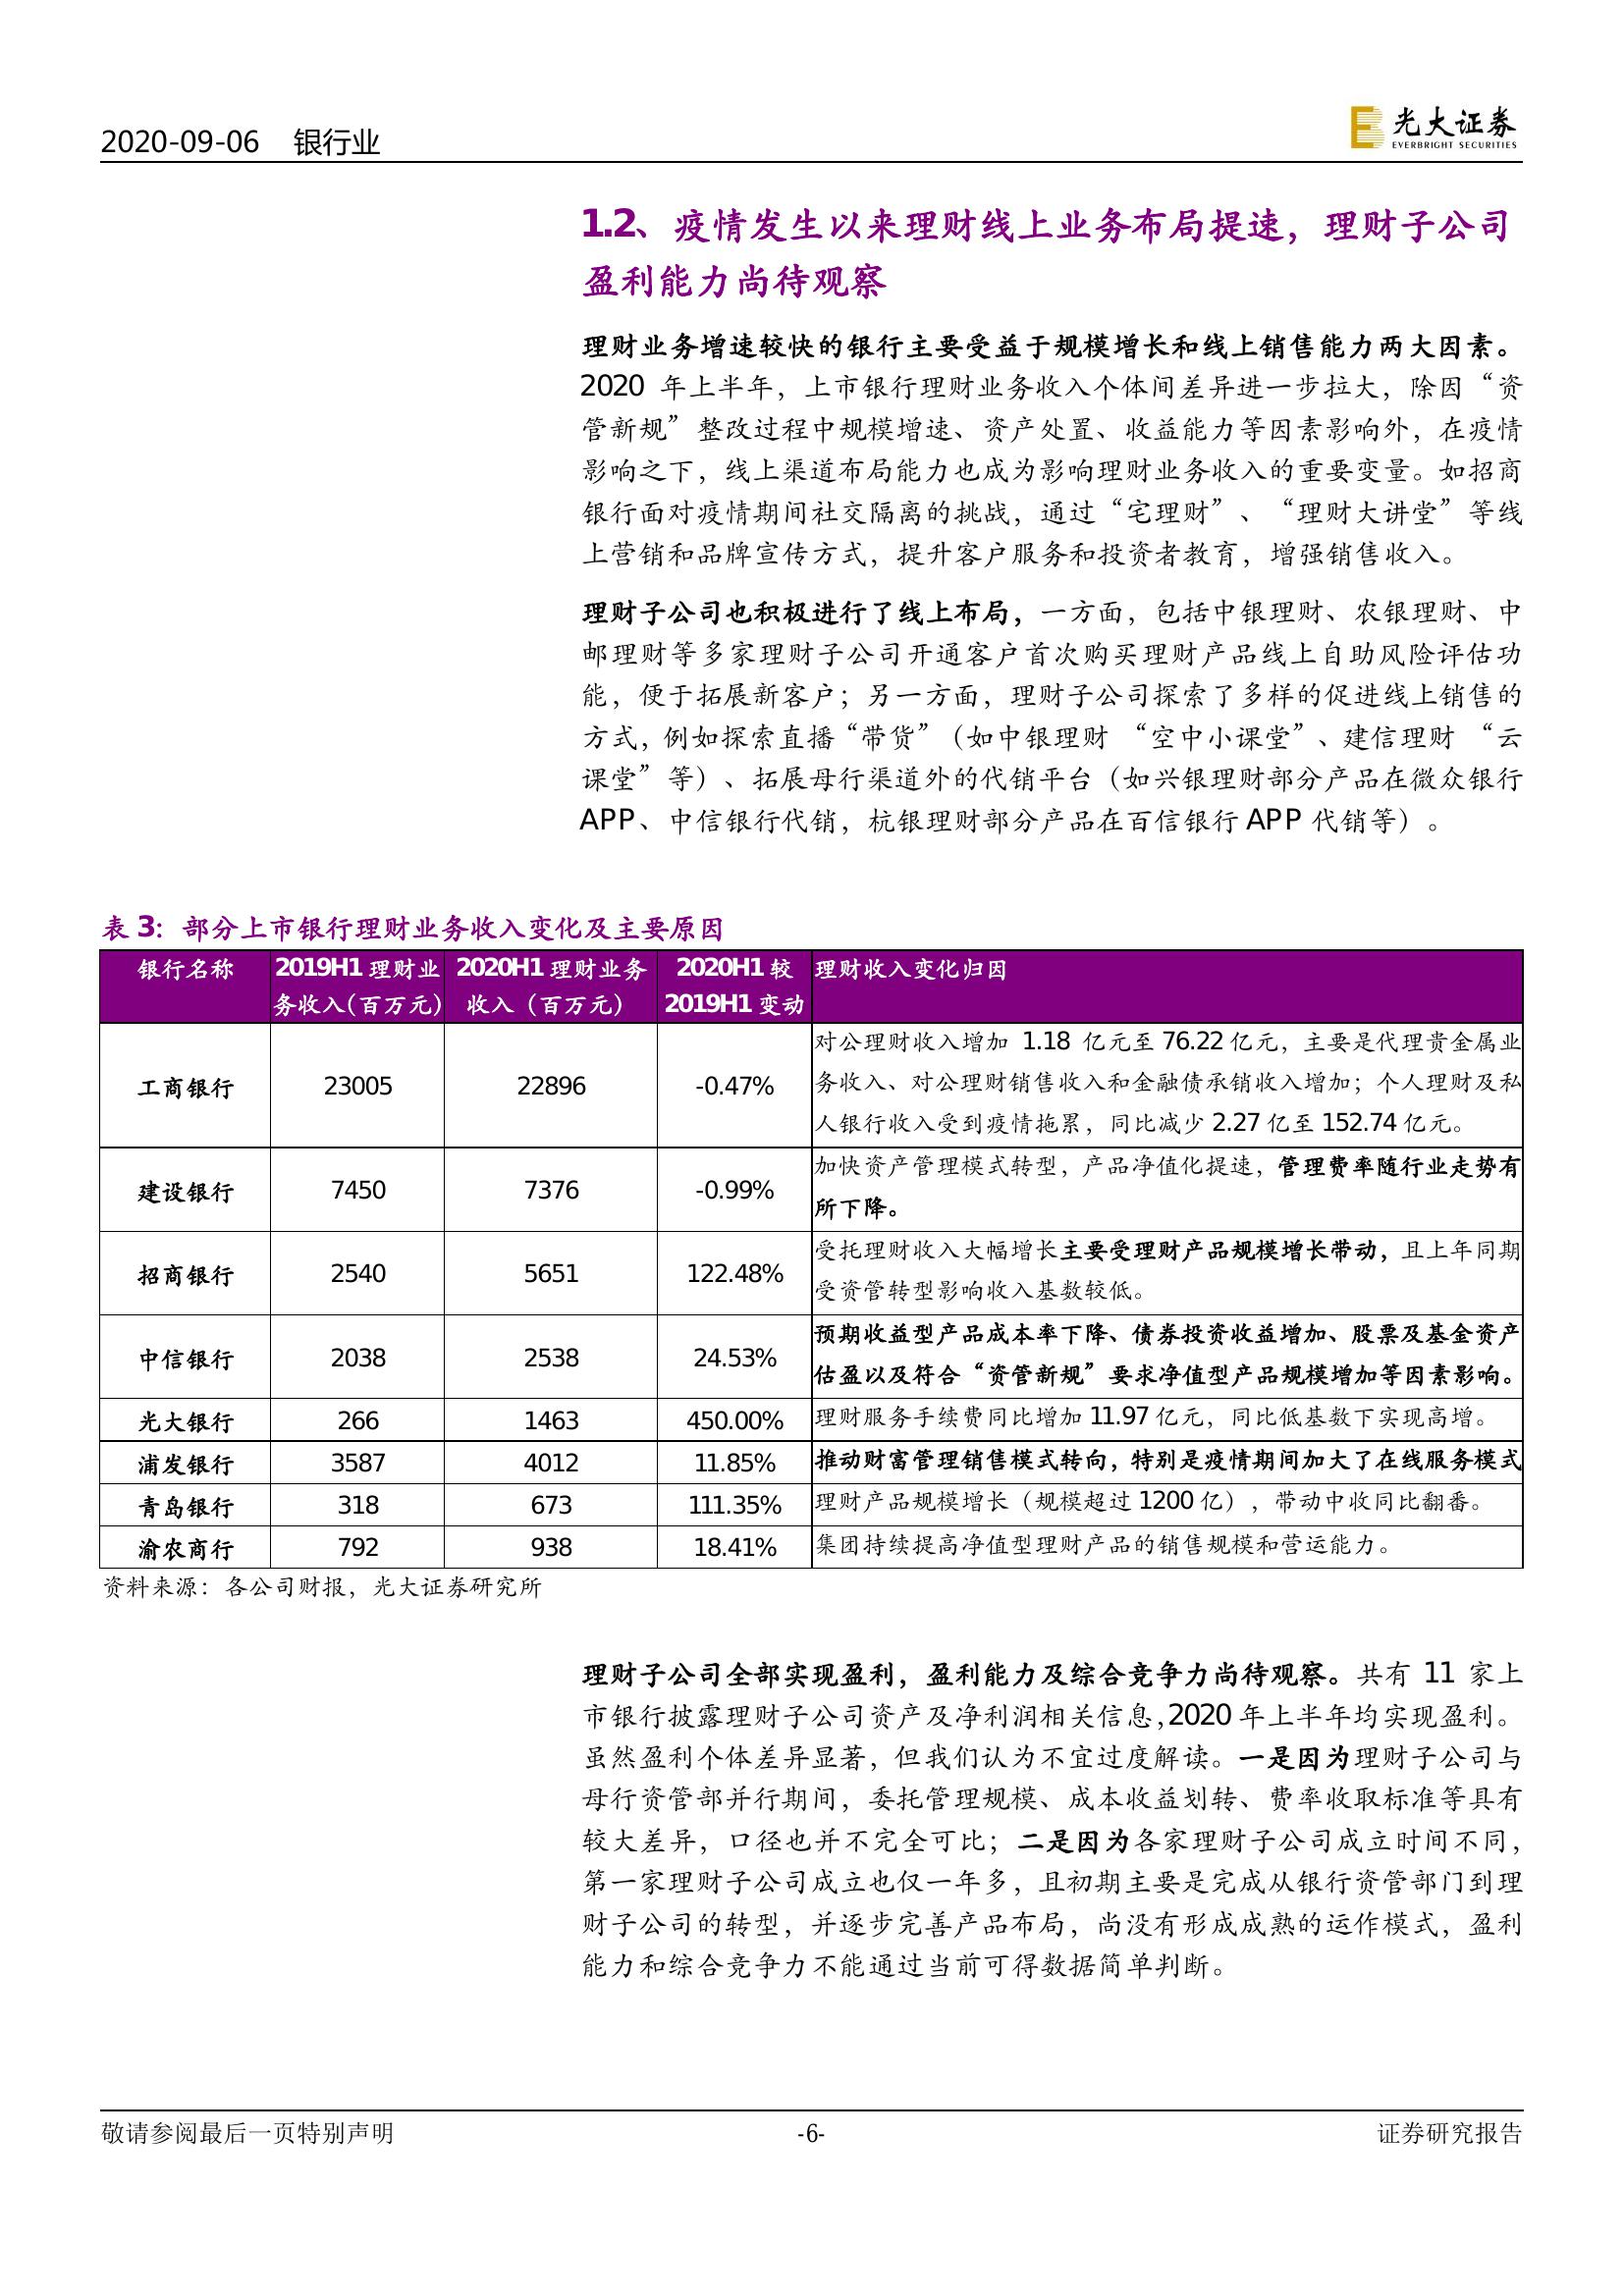 2020-09-06 银行业
光大证券
EVERBRIGHT SECURITIES
1.2、疫情发生以来理财线上业务布局提速，理财子公司
盈利能力尚待观察
理财业务增速较快的银行主要受益于规模增长和线上销售能力两大因素。
2020 年上半年，上市银行理财业务收入个体间差异进一步拉大，除因“资
管新规”整改过程中规模增速、资产处置、收益能力等因素影响外，在疫情
影响之下，线上渠道布局能力也成为影响理财业务收入的重要变量。如招商
银行面对疫情期间社交隔离的挑战，通过“宅理财”、“理财大讲堂”等线
上营销和品牌宣传方式，提升客户服务和投资者教育，增强销售收入。
理财子公司也积极进行了线上布局，一方面，包括中银理财、农银理财、中
邮理财等多家理财子公司开通客户首次购买理财产品线上自助风险评估功
能，便于拓展新客户；另一方面，理财子公司探索了多样的促进线上销售的
方式，例如探索直播“带货”（如中银理财 “空中小课堂”、建信理财 “云
课堂”等）、拓展母行渠道外的代销平台（如兴银理财部分产品在微众银行
APP、中信银行代销，杭银理财部分产品在百信银行 APP 代销等）。
表 3：部分上市银行理财业务收入变化及主要原因
银行名称 2019H1 理财业 2020H1 理财业务 2020H1 较 理财收入变化归因
务收入(百万元) 收入（百万元） 2019H1 变动
对公理财收入增加 1.18 亿元至 76.22 亿元，主要是代理贵金属业
工商银行 23005 22896 -0.47% 务收入、对公理财销售收入和金融债承销收入增加；个人理财及私
人银行收入受到疫情拖累，同比减少 2.27 亿至 152.74 亿元。
建设银行 7450 7376 -0.99% 加快资产管理模式转型，产品净值化提速，管理费率随行业走势有
所下降。
招商银行 2540 5651 122.48% 受托理财收入大幅增长主要受理财产品规模增长带动，且上年同期
受资管转型影响收入基数较低。
中信银行 2038 2538 24.53% 预期收益型产品成本率下降、债券投资收益增加、股票及基金资产
估盈以及符合“资管新规”要求净值型产品规模增加等因素影响。
光大银行 266 1463 450.00% 理财服务手续费同比增加 11.97 亿元，同比低基数下实现高增。
浦发银行 3587 4012 11.85% 推动财富管理销售模式转向，特别是疫情期间加大了在线服务模式
青岛银行 318 673 111.35% 理财产品规模增长（规模超过 1200 亿），带动中收同比翻番。
渝农商行 792 938 18.41% 集团持续提高净值型理财产品的销售规模和营运能力。
资料来源：各公司财报，光大证券研究所
理财子公司全部实现盈利，盈利能力及综合竞争力尚待观察。共有 11 家上
市银行披露理财子公司资产及净利润相关信息，2020 年上半年均实现盈利。
虽然盈利个体差异显著，但我们认为不宜过度解读。一是因为理财子公司与
母行资管部并行期间，委托管理规模、成本收益划转、费率收取标准等具有
较大差异，口径也并不完全可比；二是因为各家理财子公司成立时间不同，
第一家理财子公司成立也仅一年多，且初期主要是完成从银行资管部门到理
财子公司的转型，并逐步完善产品布局，尚没有形成成熟的运作模式，盈利
能力和综合竞争力不能通过当前可得数据简单判断。
敬请参阅最后一页特别声明 -6- 证券研究报告